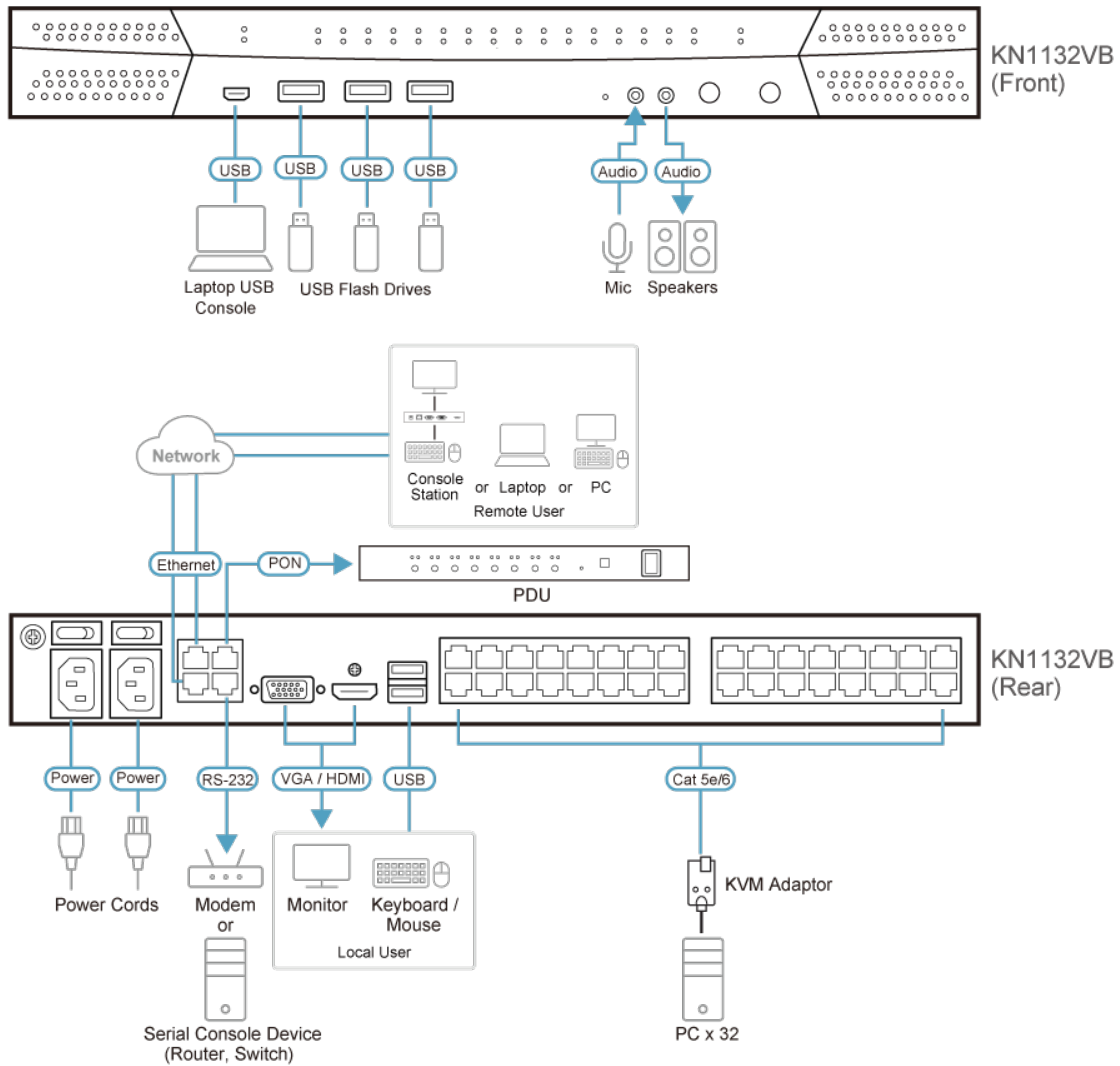 KN1132VB
(Front)
USB
USB
USB
USB
Audio
Audio
Laptop USB
Console
USB Flash Drives
Mic
Speakers
Network
Console
Station
or
Laptop
or
PC
Remote User
Ethernet
PON
PDU
KN1132VB
(Rear)
Power
Power
RS-232
VGA / HDMI
USB
Cat 5e/6
Power Cords
Modem
or
Serial Console Device
(Router, Switch)
Monitor
Keyboard /
Mouse
Local User
KVM Adaptor
PC x 32